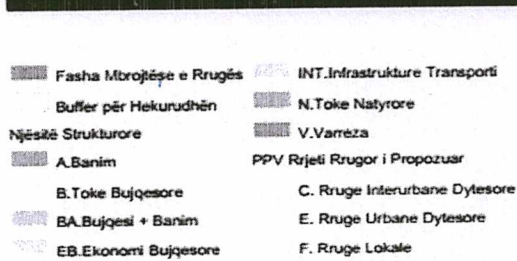 Fasha Mbrojtëse e Rrugës
Buffer për Hekurudhën
Njësitë Strukturore
A.Banim
B.Toke Bujqesore
BA.Bujqesi + Banim
EB.Ekonomi Bujqesore
INT.Infrastrukture Transporti
N.Toke Natyrore
V.Varreza
PPV Rrjeti Rrugor i Propozuar
C. Rruge Interurbane Dytesore
E. Rruge Urbane Dytesore
F. Rruge Lokale